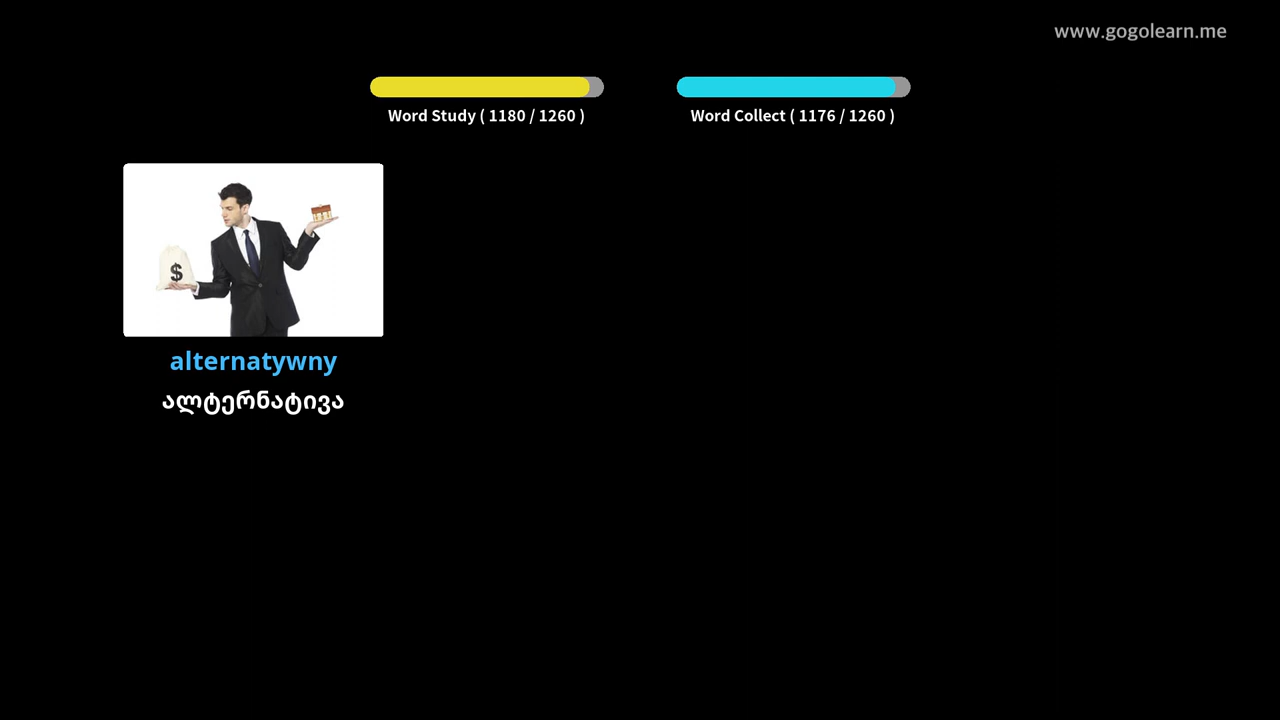 www.gogolearn.me
Word Study ( 1180 / 1260 )
Word Collect ( 1176 / 1260 )
$
alternatywny
ალტერნატივა